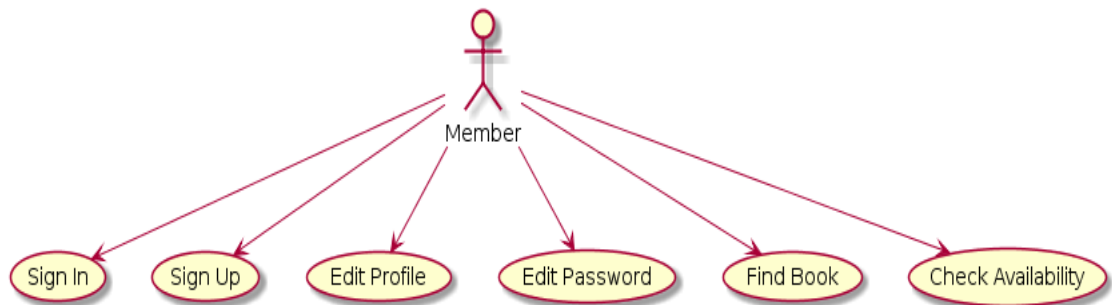 Member
Sign In
Sign Up
Edit Profile
Edit Password
Find Book
Check Availability